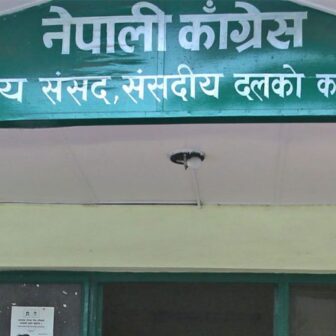 नेपाली काँग्रेस
य संसद, संसदीय दलको क